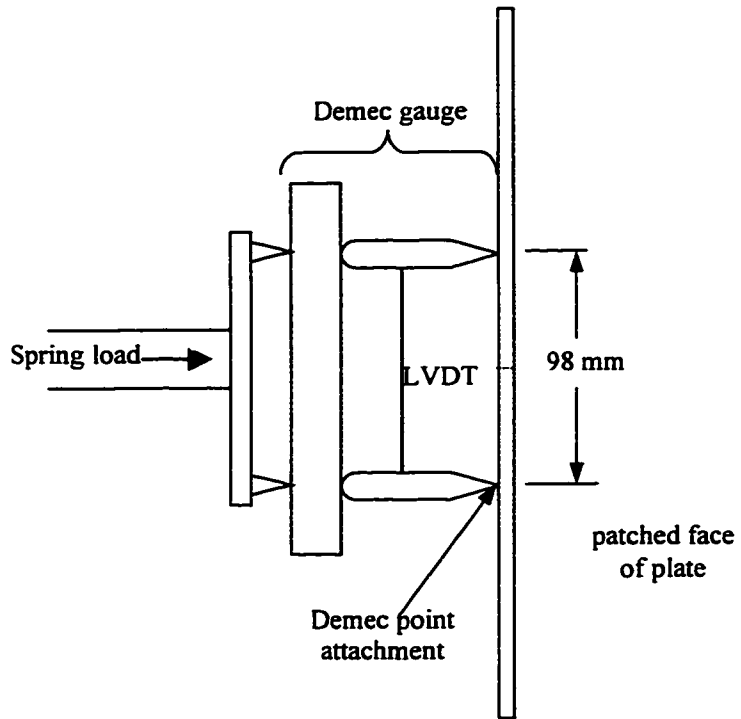 Demec gauge
Spring load
LVDT
98 mm
patched face
of plate
Demec point
attachment